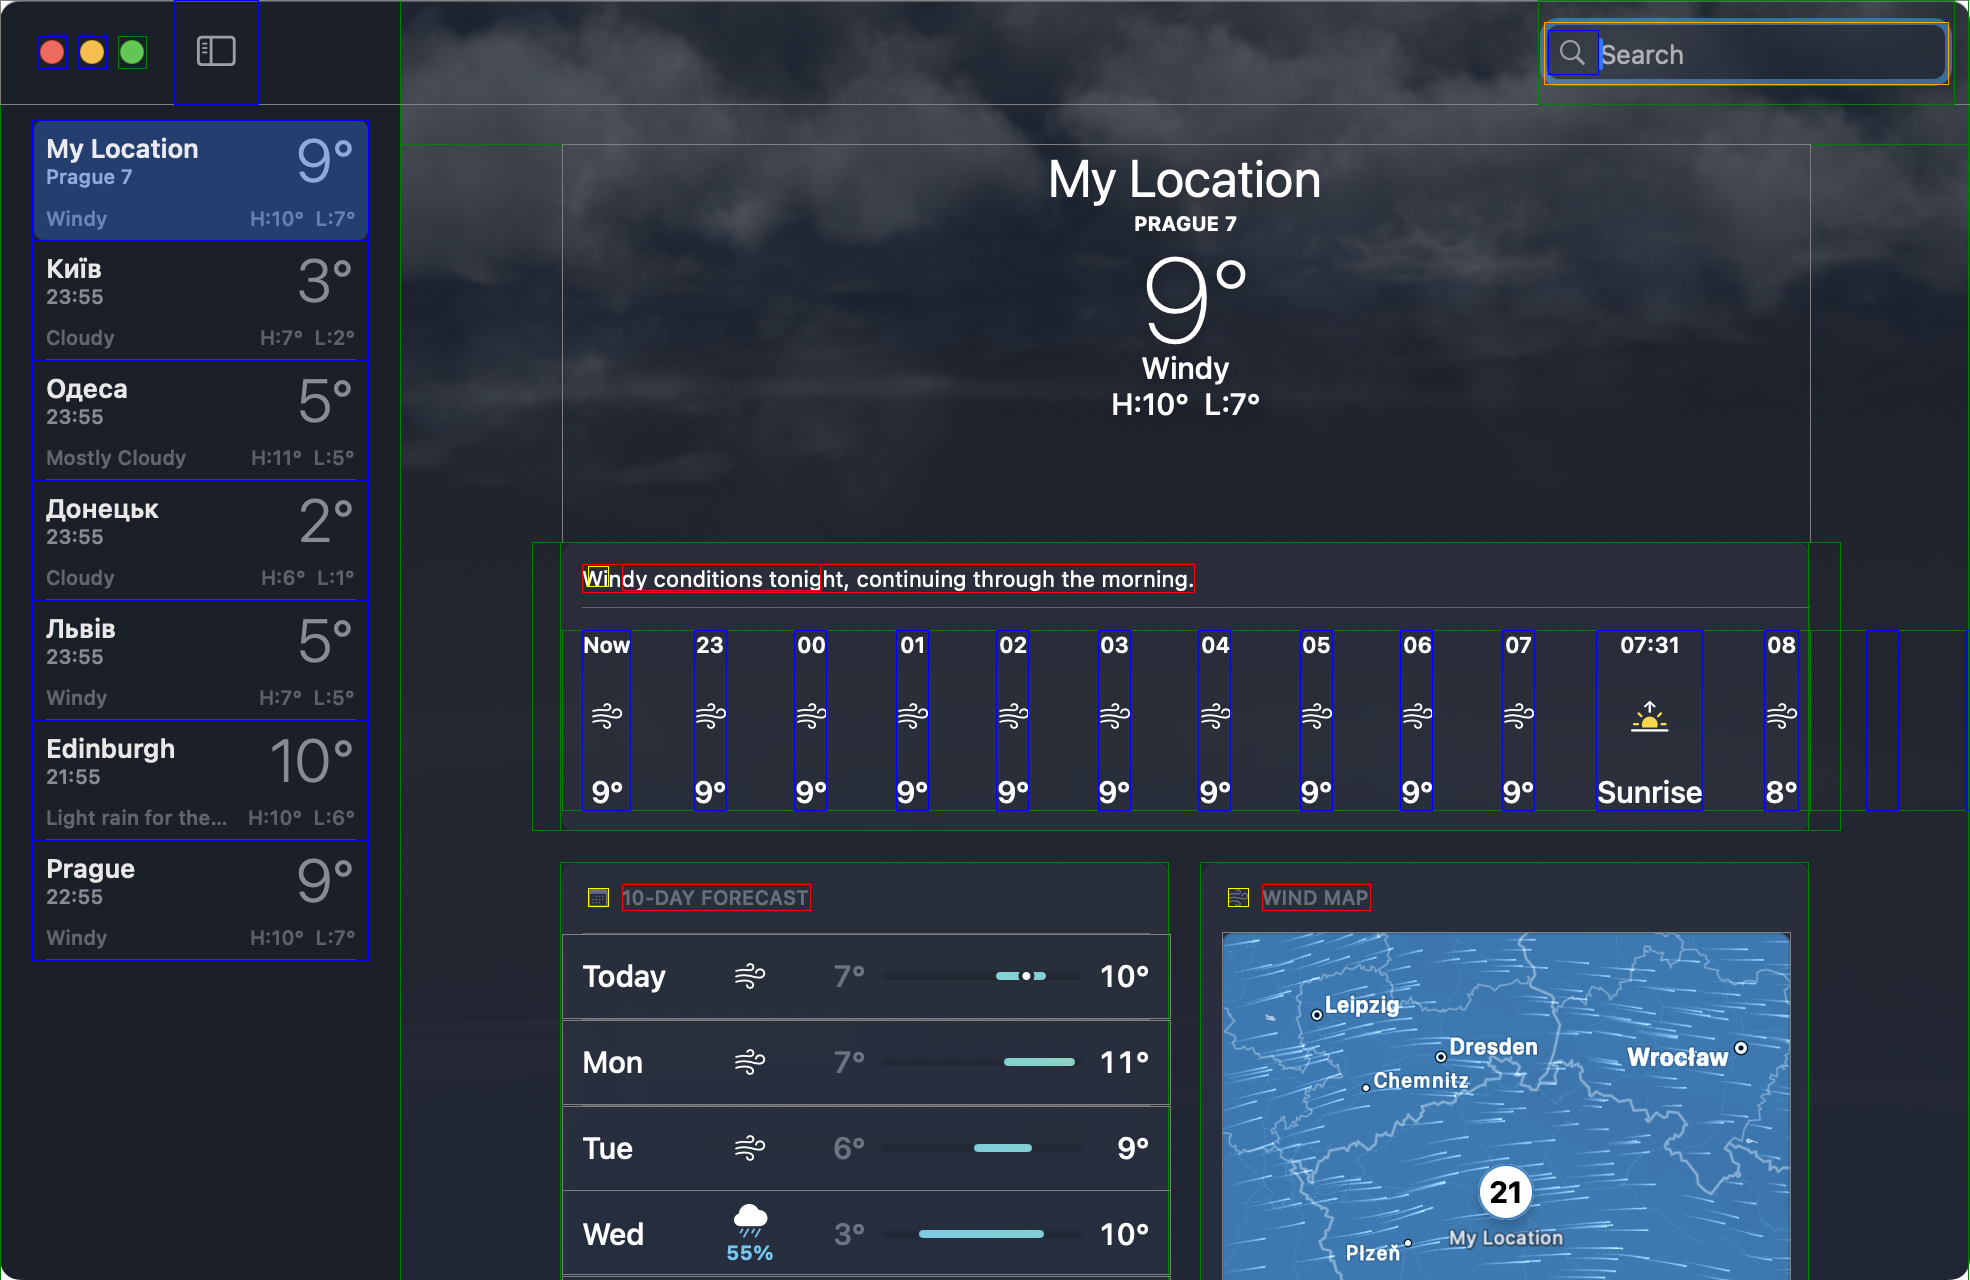 Search
My Location
9°
Prague 7
Windy
H:10° L:7°
Київ
3°
23:55
Cloudy
H:7° L:2°
Одеса
5°
23:55
Mostly Cloudy
H:11° L:5°
Донецьк
2°
23:55
Cloudy
H:6° L:1°
Львів
5°
23:55
Windy
H:7° L:5°
Edinburgh
10°
21:55
Light rain for the...
H:10° L:6°
Prague
9°
22:55
Windy
H:10° L:7°
My Location
PRAGUE 7
9°
Windy
H:10° L:7°
Windy conditions tonight, continuing through the morning.
Now 23 00 01 02 03 04 05 06 07 07:31 08
9° 9° 9° 9° 9° 9° 9° 9° 9° 9° Sunrise 8°
10-DAY FORECAST
Today 7° 10°
Mon 7° 11°
Tue 6° 9°
Wed 55% 3° 10°
WIND MAP
Leipzig
Dresden
Wrocław
Chemnitz
21
My Location
Plzeň